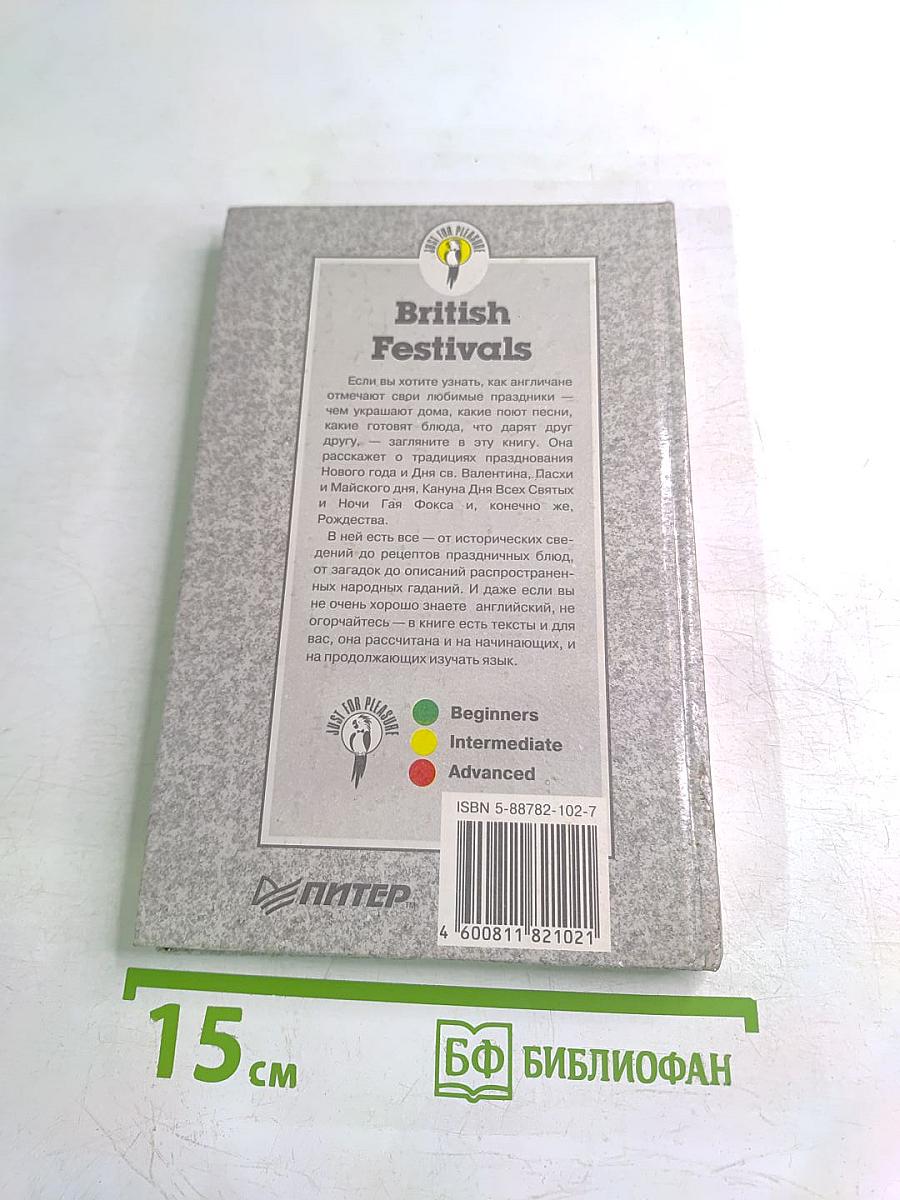 JUST FOR PLEASURE
British
Festivals
Если вы хотите узнать, как англичане
отмечают свои любимые праздники —
чем украшают дома, какие поют песни,
какие готовят блюда, что дарят друг
другу, — загляните в эту книгу. Она
расскажет о традициях празднования
Нового года и Дня св. Валентина, Пасхи
и Майского дня, Кануна Дня Всех Святых
и Ночи Гая Фокса и, конечно же,
Рождества.
В ней есть все — от исторических све-
дений до рецептов праздничных блюд,
от загадок до описаний распространен-
ных народных гаданий. И даже если вы
не очень хорошо знаете английский, не
огорчайтесь — в книге есть тексты и для
вас, она рассчитана и на начинающих, и
на продолжающих изучать язык.
JUST FOR PLEASURE
Beginners
Intermediate
Advanced
ISBN 5-88782-102-7
4 600811 821021
ПИТЕР™
15 см
БФ БИБЛИОФАН